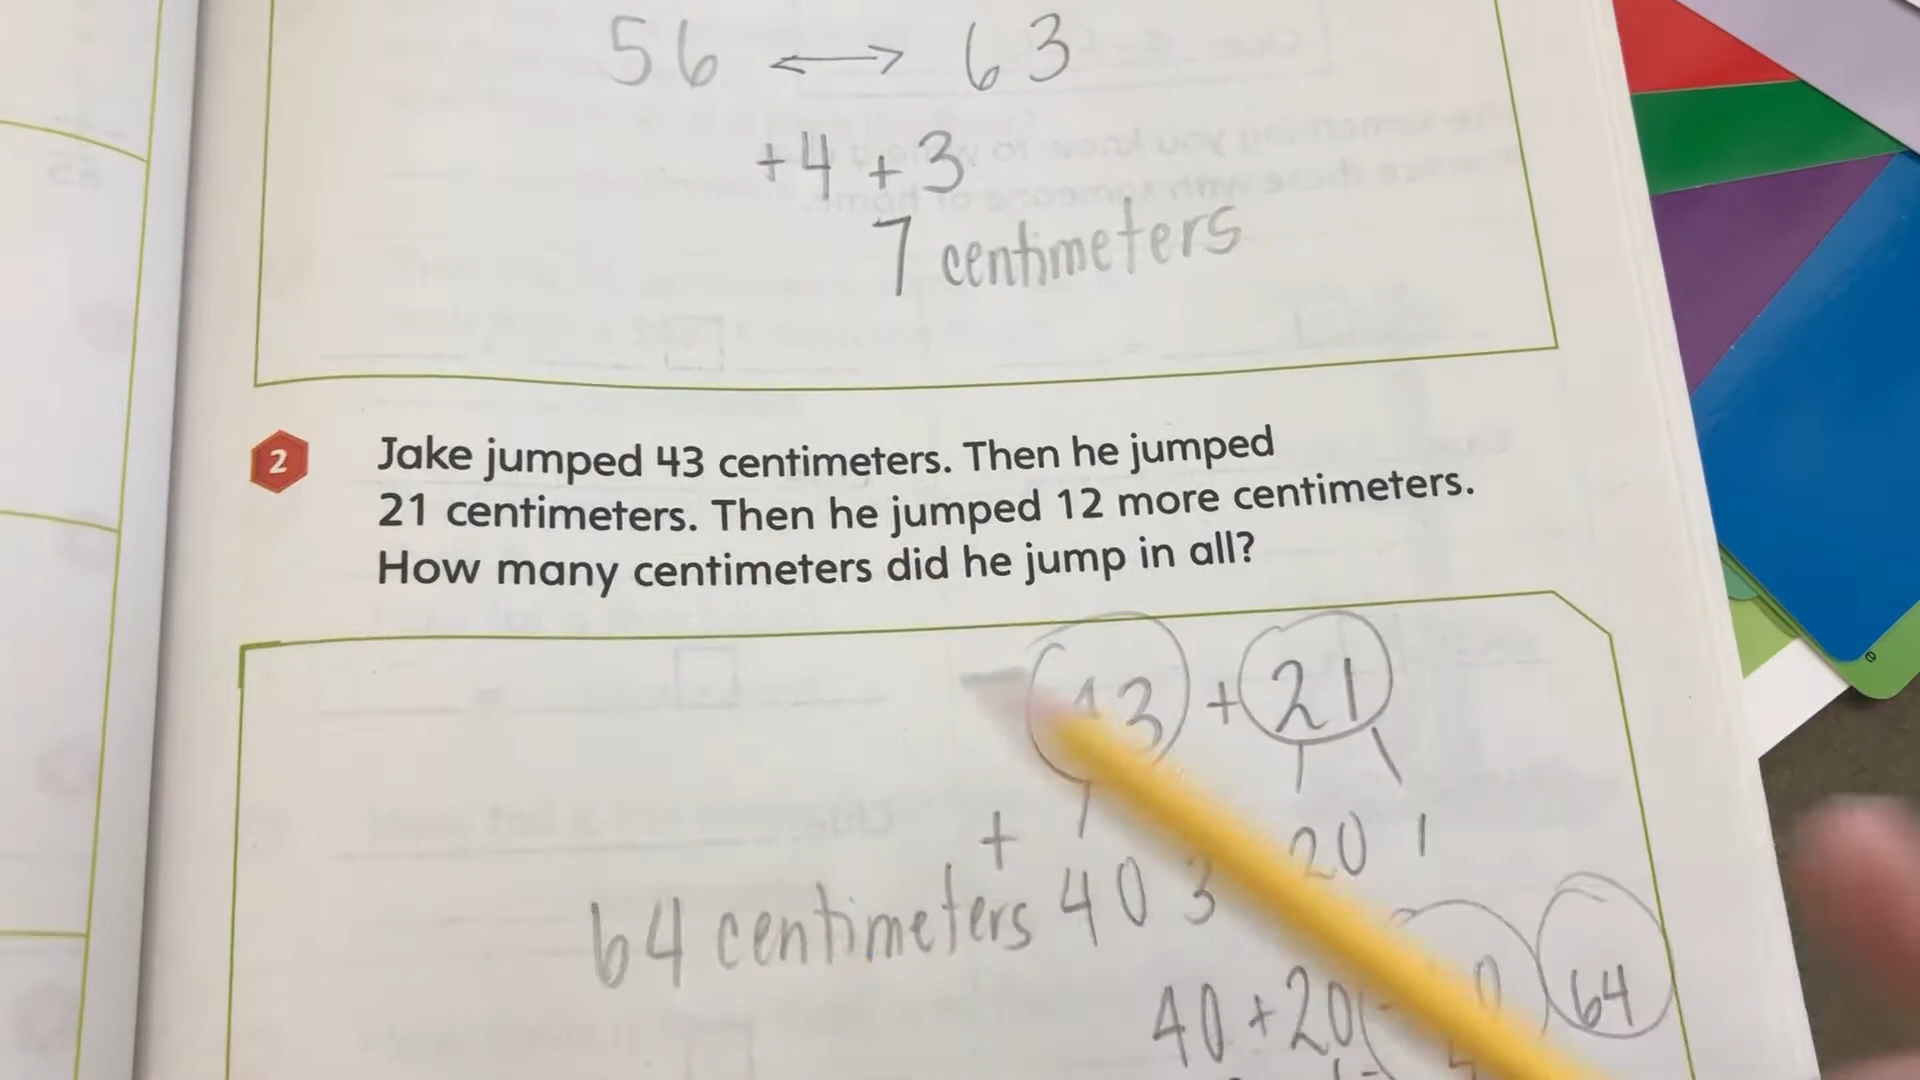 56 ⟷ 63
+4 +3
7 centimeters
2
Jake jumped 43 centimeters. Then he jumped
21 centimeters. Then he jumped 12 more centimeters.
How many centimeters did he jump in all?
43 + 21
+
20 1
64 centimeters 40 3
64
40 + 20